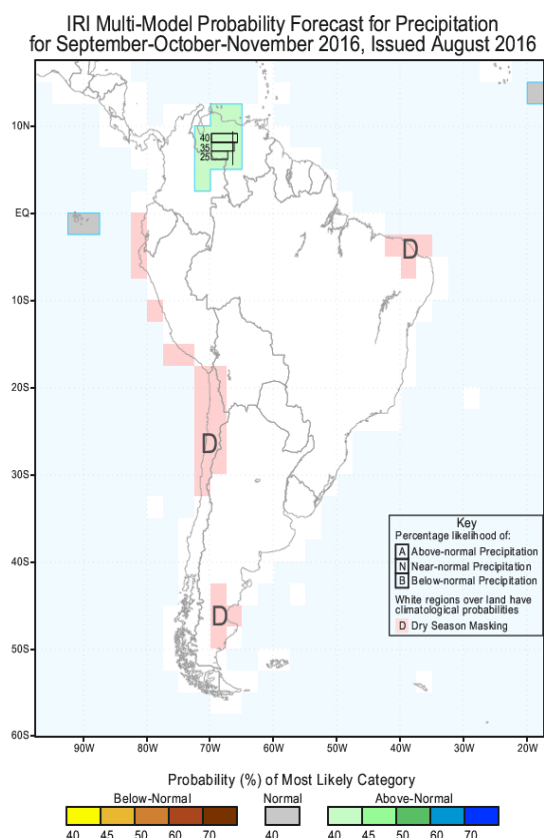 IRI Multi-Model Probability Forecast for Precipitation
for September-October-November 2016, Issued August 2016
10N
40
35
25
EQ
D
10S
20S
D
30S
Key
Percentage likelihood of:
A Above-normal Precipitation
N Near-normal Precipitation
B Below-normal Precipitation
White regions over land have
climatological probabilities
D Dry Season Masking
40S
D
50S
60S
90W 80W 70W 60W 50W 40W 30W 20W
Probability (%) of Most Likely Category
Below-Normal Normal Above-Normal
40 45 50 60 70 40 40 45 50 60 70